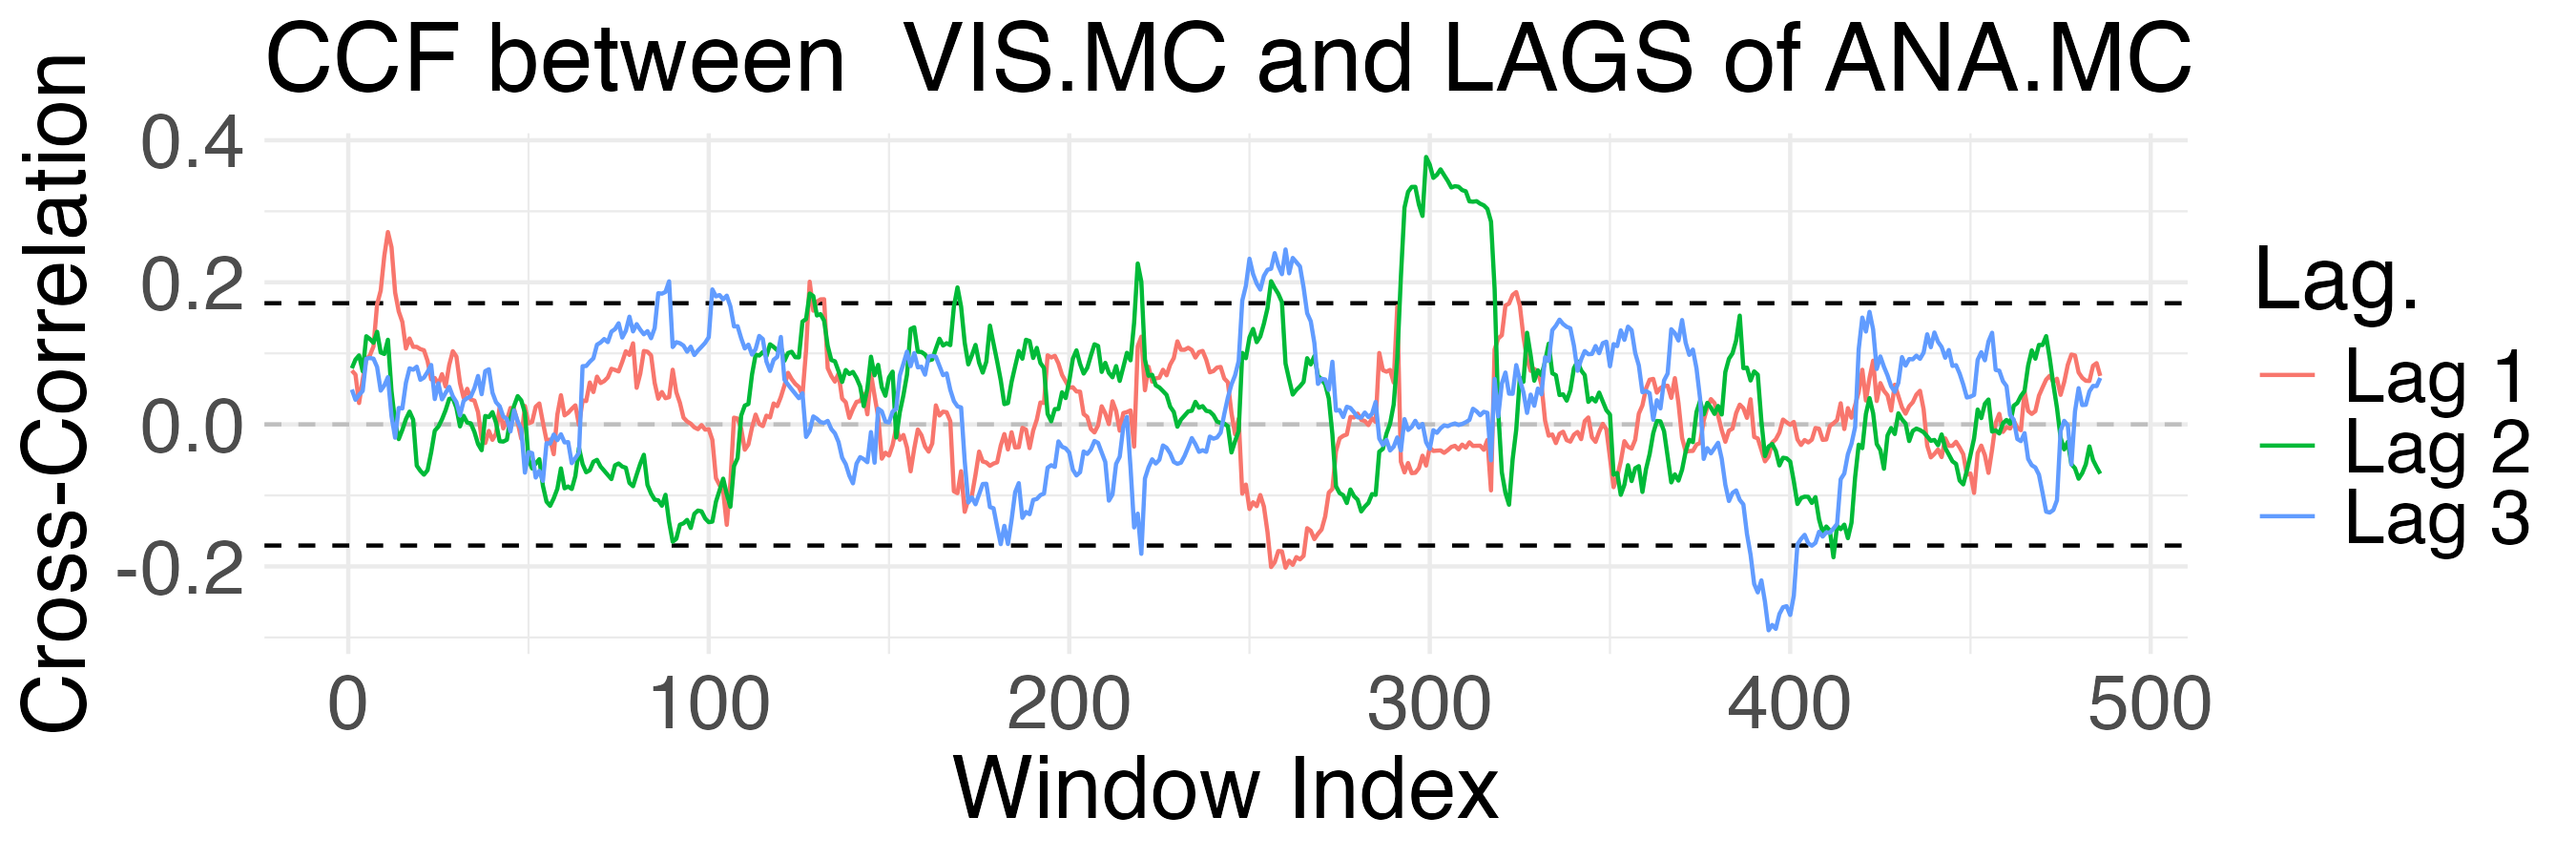 CCF between  VIS.MC and LAGS of ANA.MC
Cross-Correlation
0.4
0.2
0.0
-0.2
0
100
200
300
400
500
Window Index
Lag.
Lag 1
Lag 2
Lag 3